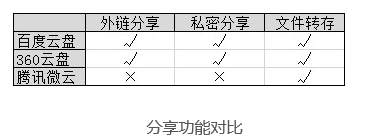 外链分享 私密分享 文件转存
百度云盘 √ √ √
360云盘 √ √ √
腾讯微云 × × √
分享功能对比